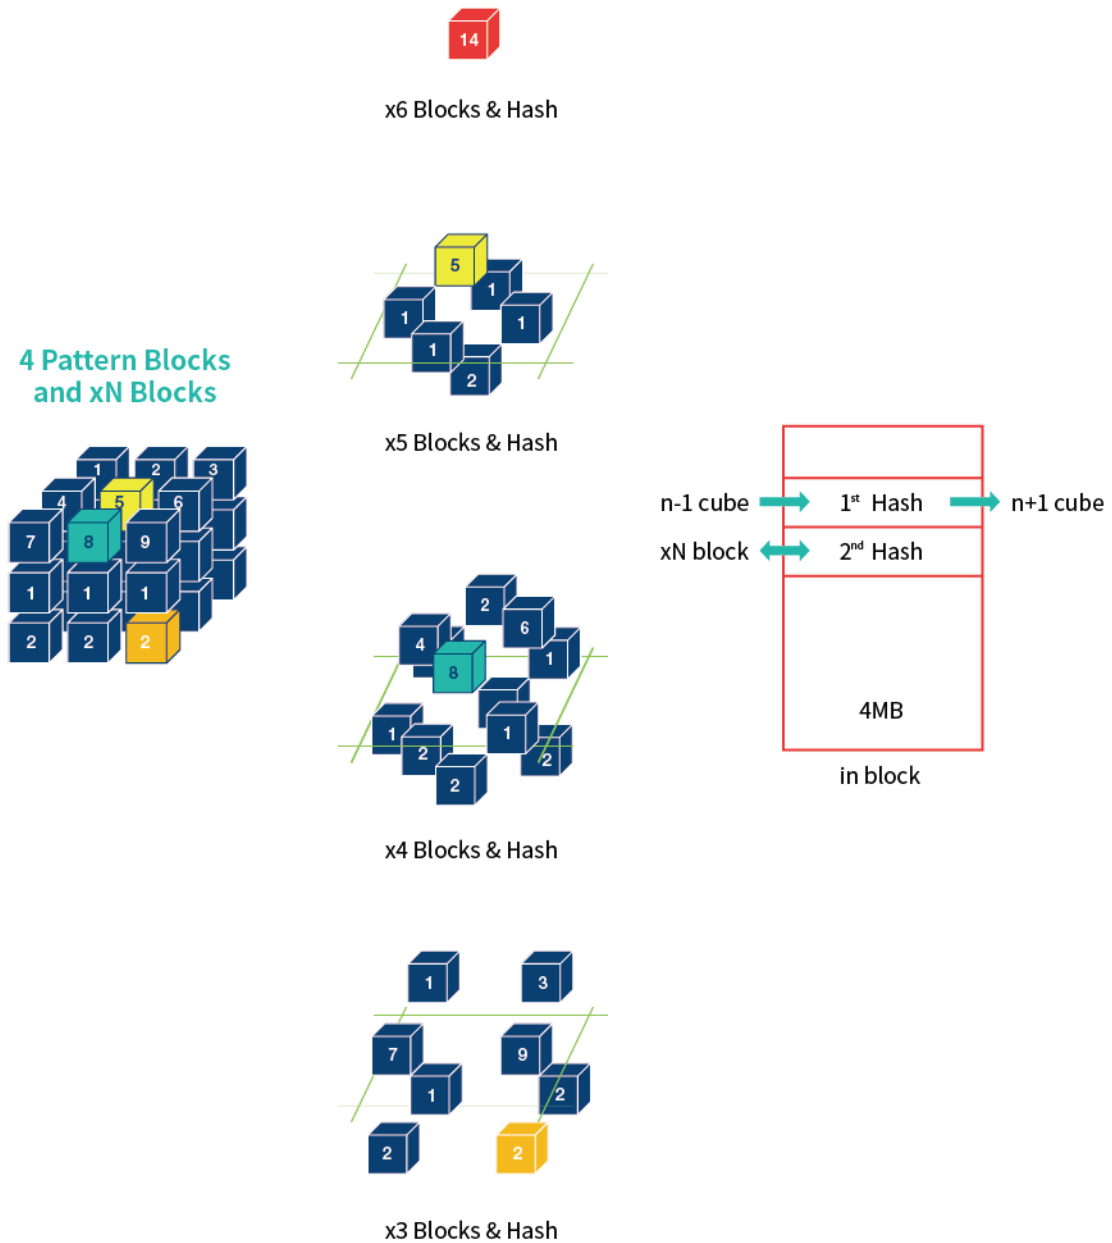 14
x6 Blocks & Hash
5
1
1
1
1
2
x5 Blocks & Hash
4 Pattern Blocks
and xN Blocks
1 2 3
4 5 6
7 8 9
1 1 1
2 2 2
2
6
4
1
8
1
1
2
2
2
x4 Blocks & Hash
1 3
7 9
1 2
2 2
x3 Blocks & Hash
n-1 cube 1st Hash n+1 cube
xN block 2nd Hash
4MB
in block